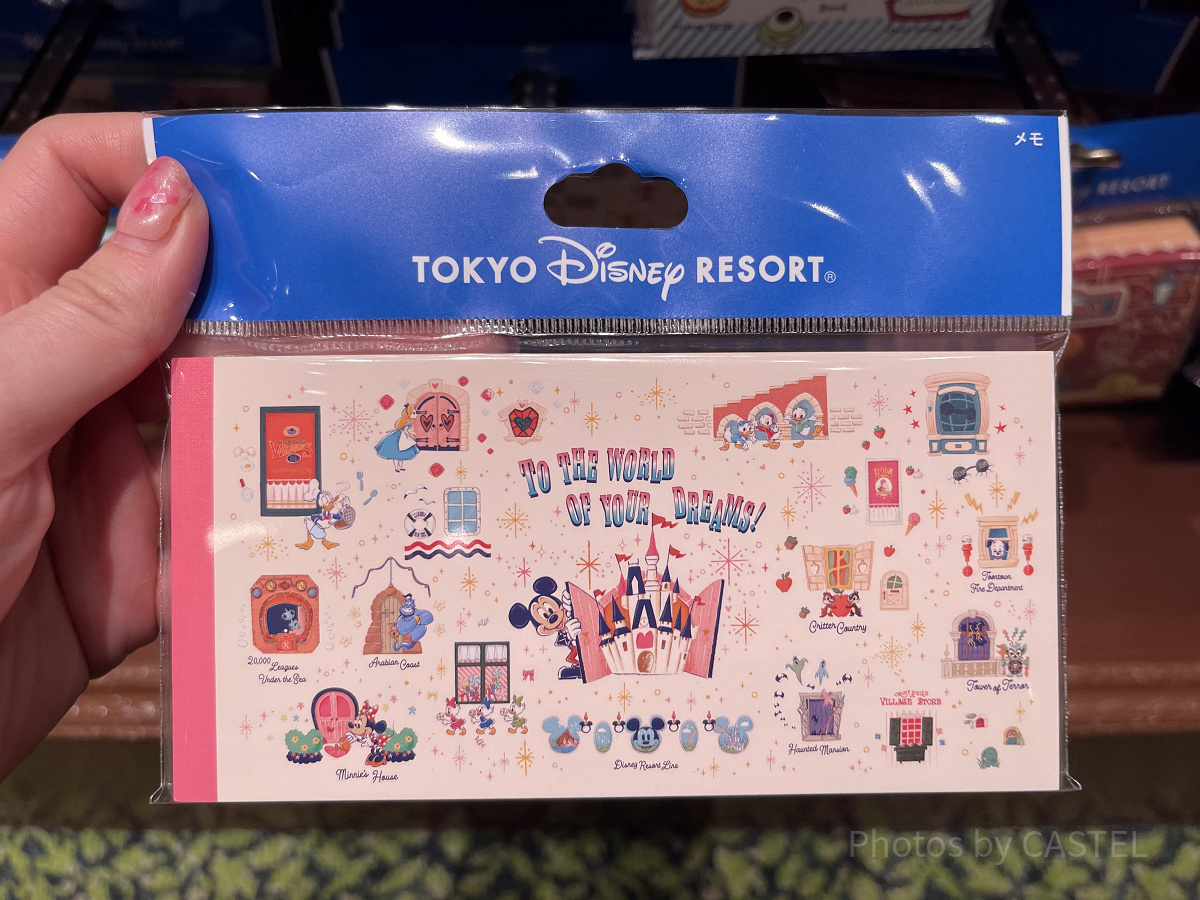 RESORT
メモ
RESORT
TOKYO Disney RESORT®
TO THE WORLD
OF YOUR DREAMS!
Toontown
Fire Department
Critter Country
20,000 Leagues
Under the Sea
Arabian Coast
Tower of Terror
VILLAGE STORE
Haunted Mansion
Disney Resort Line
Minnie's House
Photos by CASTEL